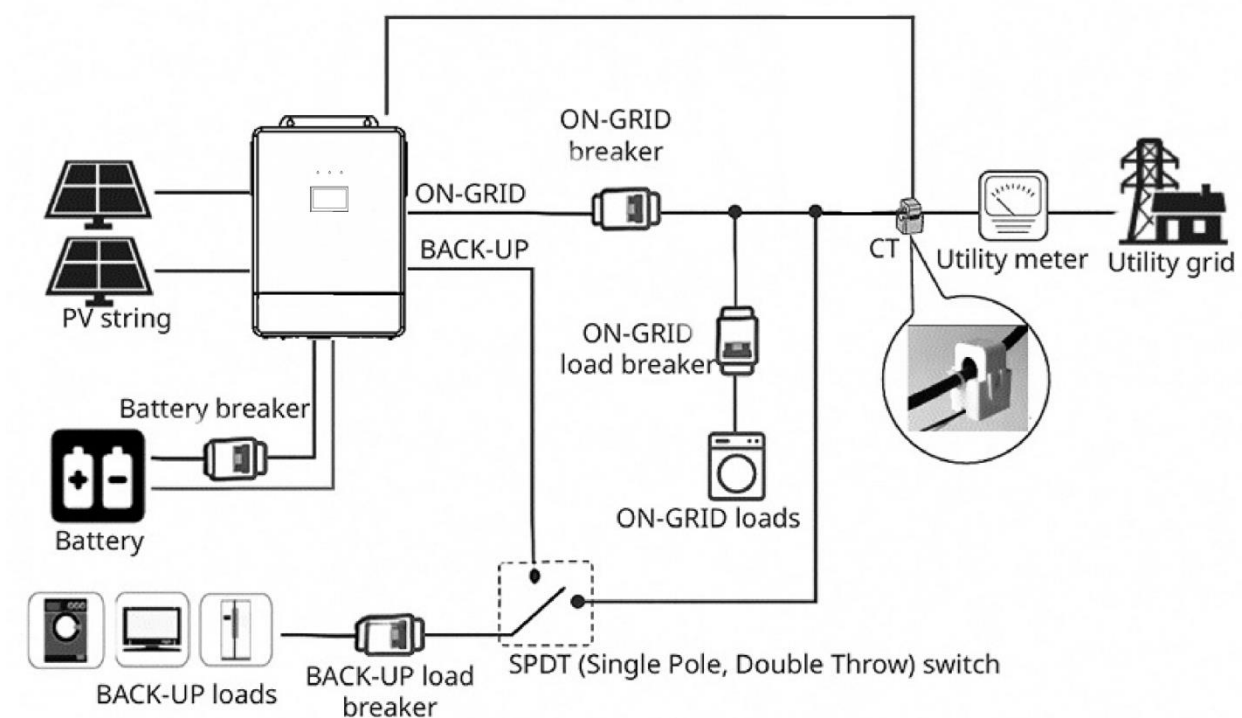 ON-GRID
breaker
ON-GRID
BACK-UP
CT
Utility meter
Utility grid
PV string
ON-GRID
load breaker
Battery breaker
ON-GRID loads
Battery
SPDT (Single Pole, Double Throw) switch
BACK-UP loads
BACK-UP load
breaker